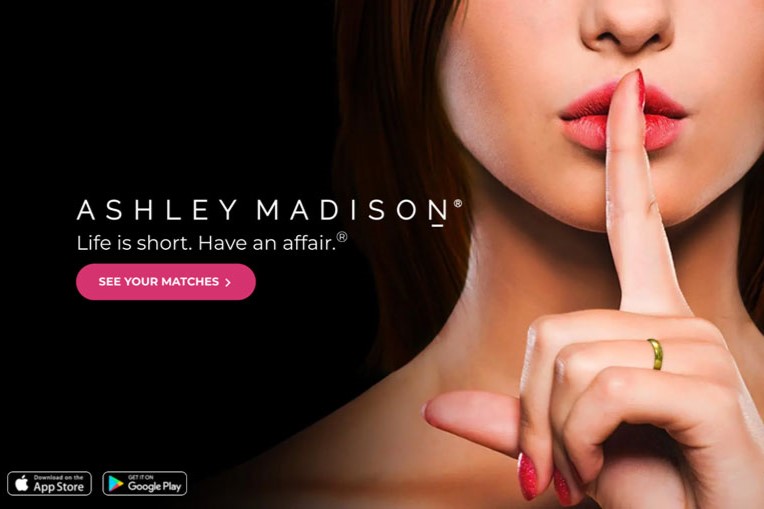 ASHLEY MADISON®
Life is short. Have an affair.®
SEE YOUR MATCHES >
Download on the
App Store
GET IT ON
Google Play